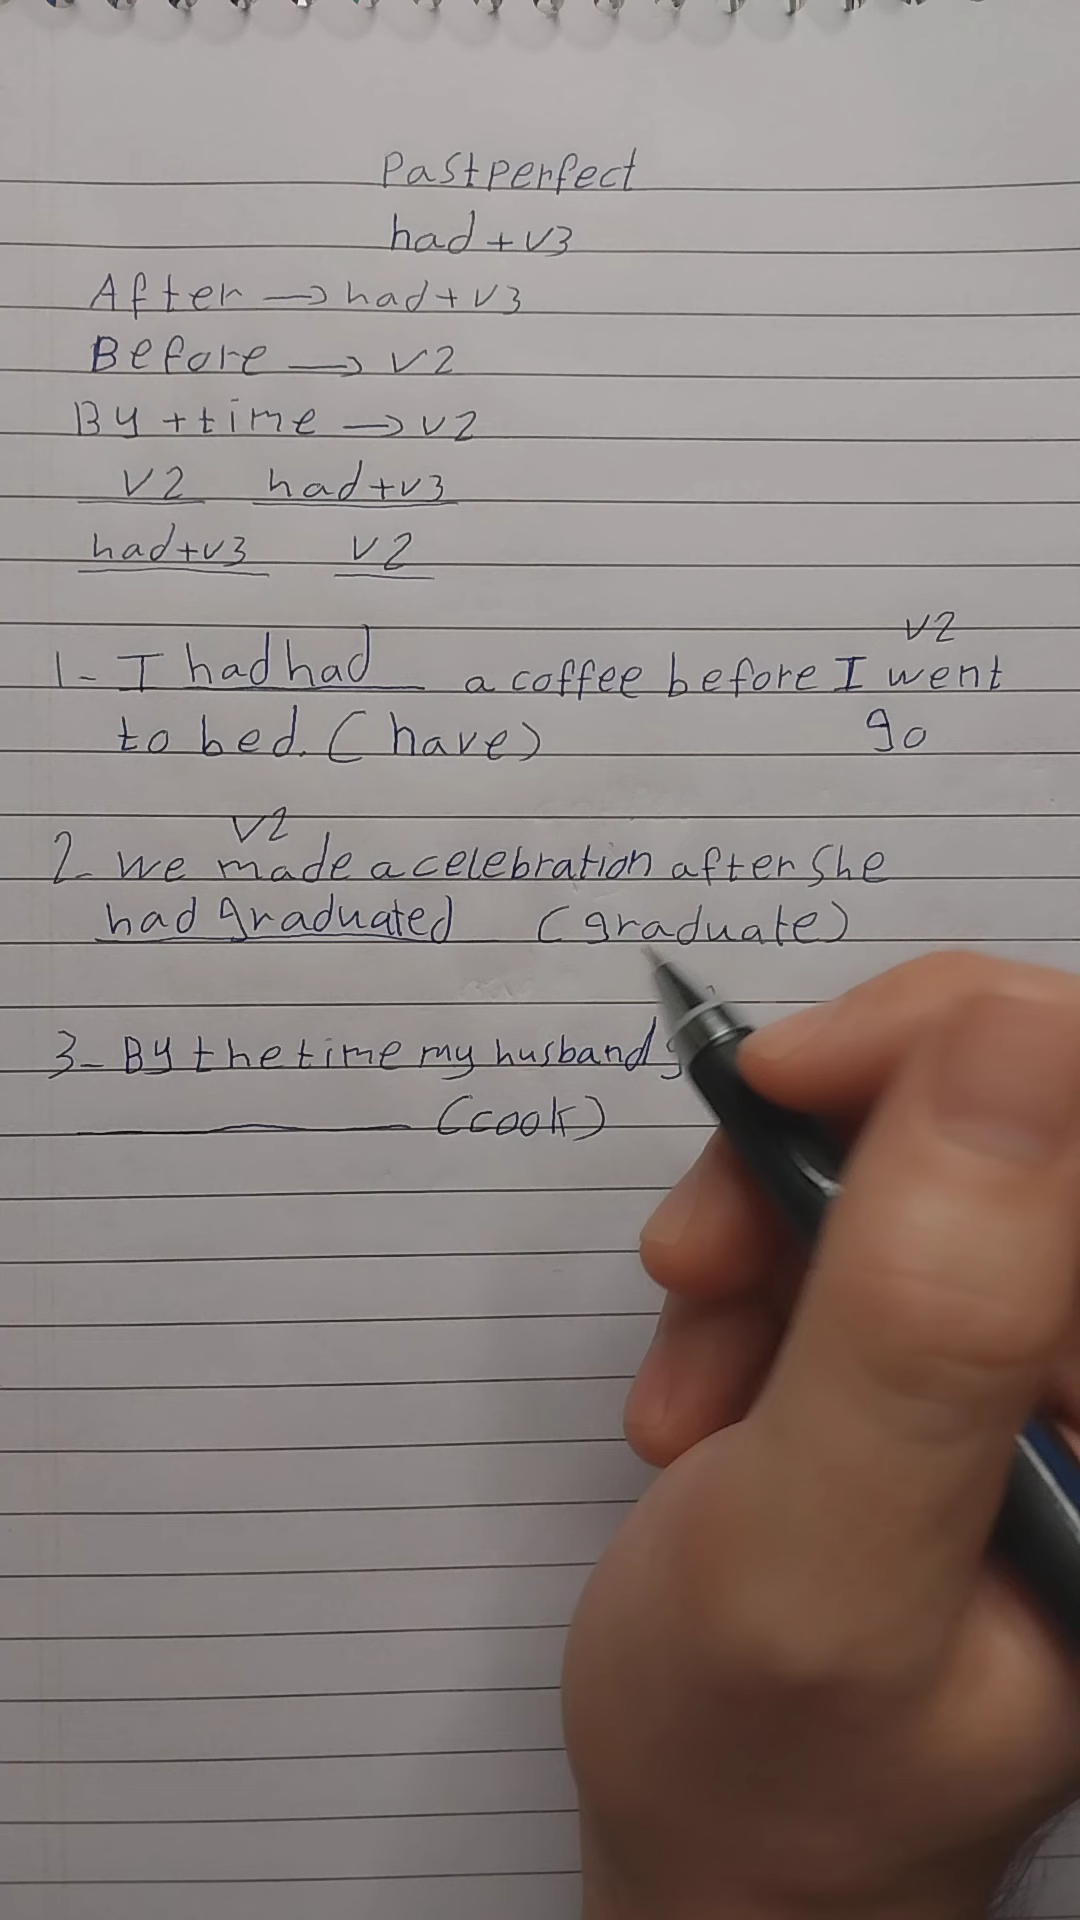 Past perfect
had + v3
After → had + v3
Before → v2
By + time → v2
v2 had+v3
had+v3 v2
v2
1- I had had a coffee before I went
to bed. (have) go
v2
2- we made a celebration after she
had graduated (graduate)
3- By the time my husband
(cook)